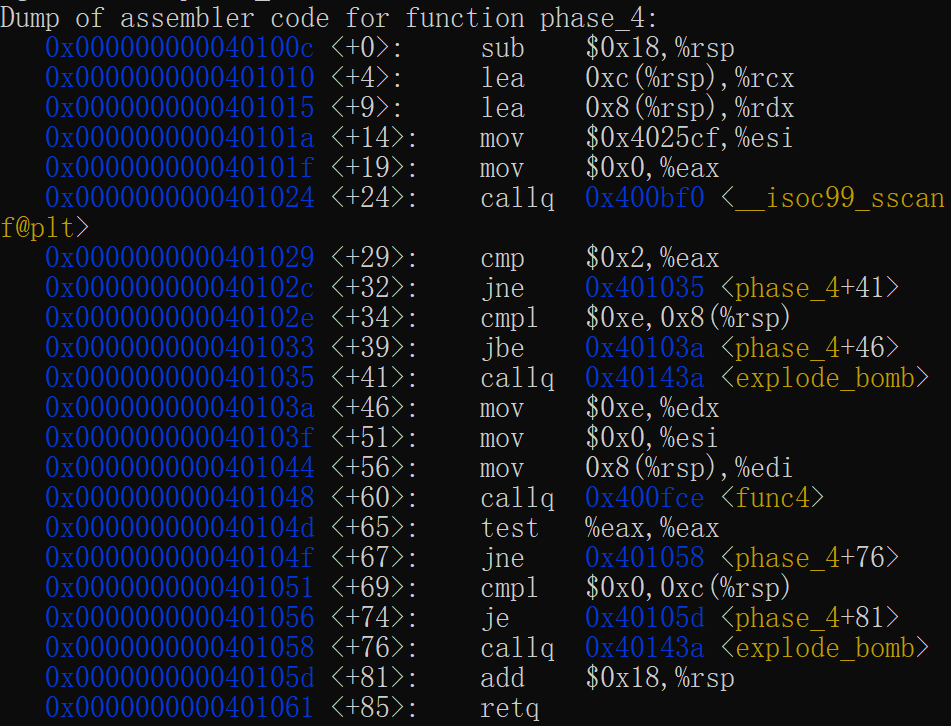 Dump of assembler code for function phase_4:
0x000000000040100c <+0>: sub $0x18,%rsp
0x0000000000401010 <+4>: lea 0xc(%rsp),%rcx
0x0000000000401015 <+9>: lea 0x8(%rsp),%rdx
0x000000000040101a <+14>: mov $0x4025cf,%esi
0x000000000040101f <+19>: mov $0x0,%eax
0x0000000000401024 <+24>: callq 0x400bf0 <__isoc99_sscan
f@plt>
0x0000000000401029 <+29>: cmp $0x2,%eax
0x000000000040102c <+32>: jne 0x401035 <phase_4+41>
0x000000000040102e <+34>: cmpl $0xe,0x8(%rsp)
0x0000000000401033 <+39>: jbe 0x40103a <phase_4+46>
0x0000000000401035 <+41>: callq 0x40143a <explode_bomb>
0x000000000040103a <+46>: mov $0xe,%edx
0x000000000040103f <+51>: mov $0x0,%esi
0x0000000000401044 <+56>: mov 0x8(%rsp),%edi
0x0000000000401048 <+60>: callq 0x400fce <func4>
0x000000000040104d <+65>: test %eax,%eax
0x000000000040104f <+67>: jne 0x401058 <phase_4+76>
0x0000000000401051 <+69>: cmpl $0x0,0xc(%rsp)
0x0000000000401056 <+74>: je 0x40105d <phase_4+81>
0x0000000000401058 <+76>: callq 0x40143a <explode_bomb>
0x000000000040105d <+81>: add $0x18,%rsp
0x0000000000401061 <+85>: retq